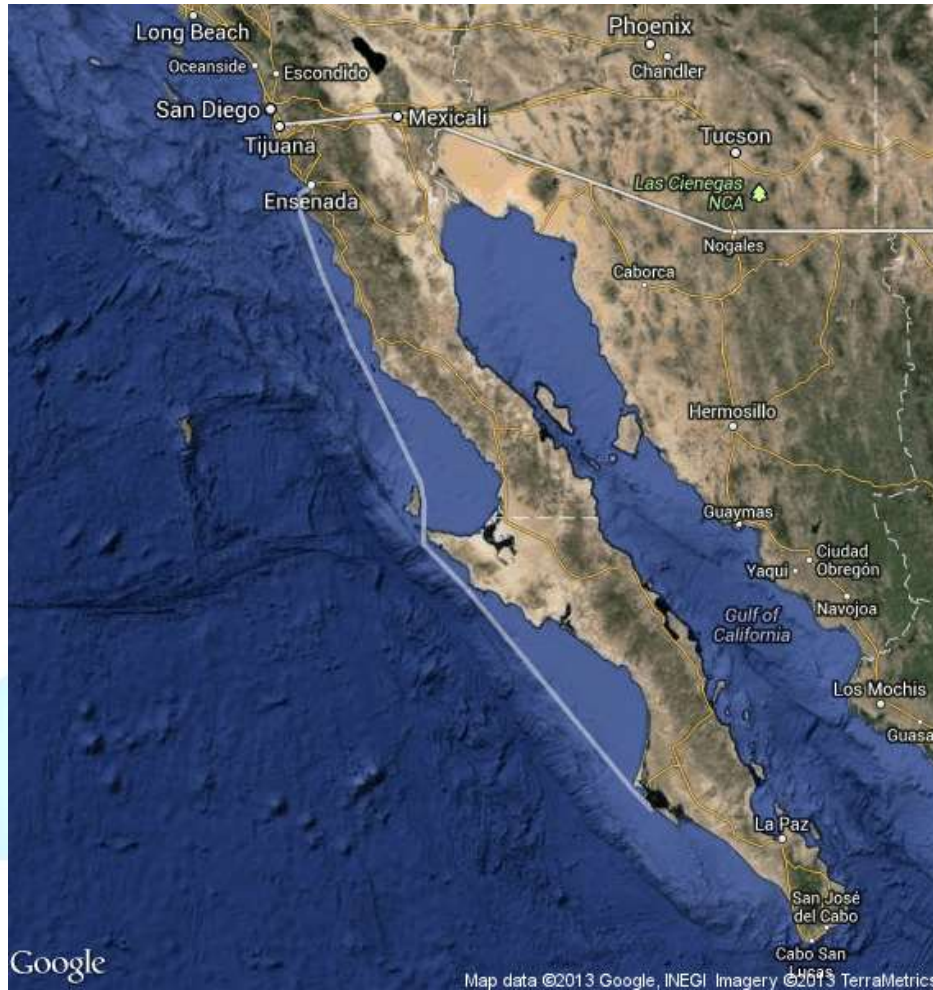 Long Beach
Phoenix
Oceanside
Escondido
Chandler
San Diego
Mexicali
Tijuana
Tucson
Las Cienegas
NCA
Ensenada
Nogales
Caborca
Hermosillo
Guaymas
Ciudad
Obregón
Yaqui
Navojoa
Gulf of
California
Los Mochis
Guasa
La Paz
San José
del Cabo
Cabo San
Lucas
Google
Map data ©2013 Google, INEGI Imagery ©2013 TerraMetrics